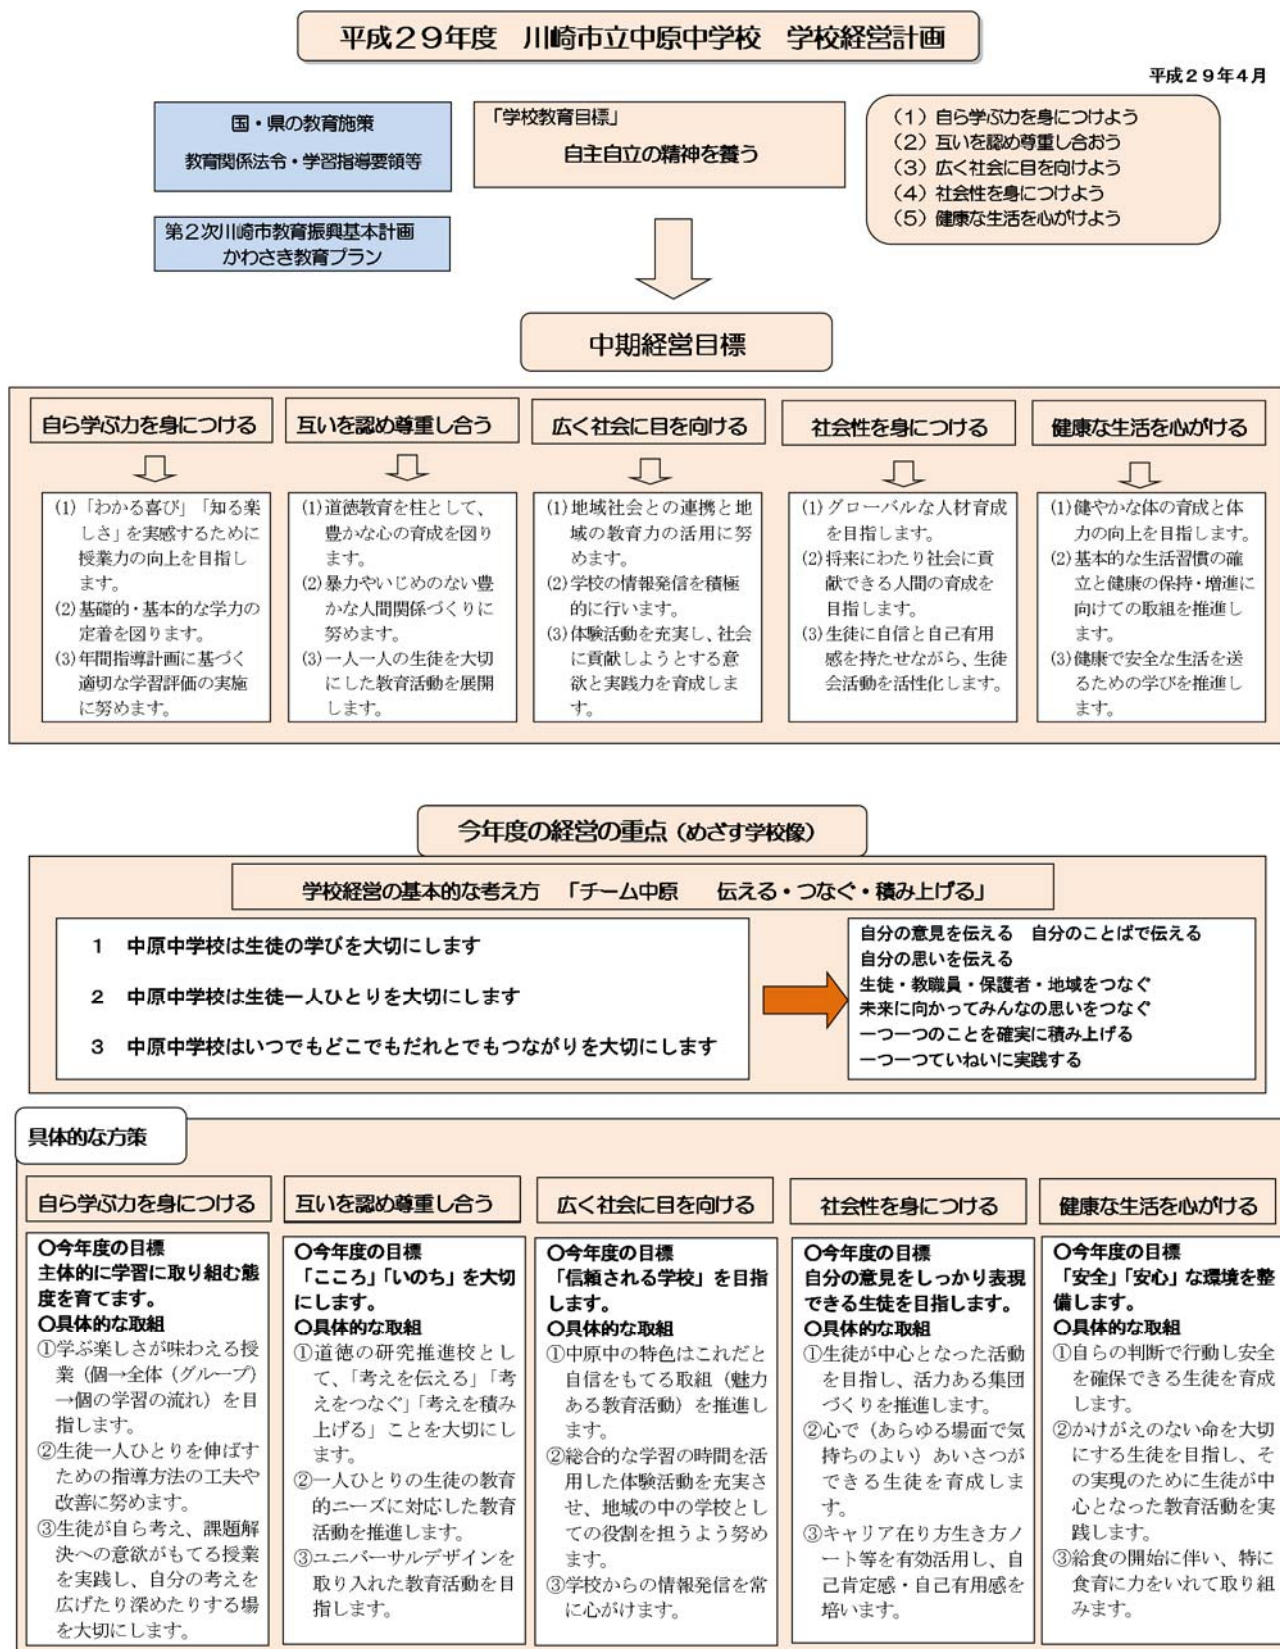 平成29年度　川崎市立中原中学校　学校経営計画
平成29年4月
国・県の教育施策
教育関係法令・学習指導要領等
第2次川崎市教育振興基本計画
かわさき教育プラン
「学校教育目標」
自主自立の精神を養う
(1) 自ら学ぶ力を身につけよう
(2) 互いを認め尊重し合おう
(3) 広く社会に目を向けよう
(4) 社会性を身につけよう
(5) 健康な生活を心がけよう
中期経営目標
自ら学ぶ力を身につける
(1)「わかる喜び」「知る楽
しさ」を実感するために
授業力の向上を目指し
ます。
(2)基礎的・基本的な学力の
定着を図ります。
(3)年間指導計画に基づく
適切な学習評価の実施
に努めます。
互いを認め尊重し合う
(1)道徳教育を柱として、
豊かな心の育成を図り
ます。
(2)暴力やいじめのない豊
かな人間関係づくりに
努めます。
(3)一人一人の生徒を大切
にした教育活動を展開
します。
広く社会に目を向ける
(1)地域社会との連携と地
域の教育力の活用に努
めます。
(2)学校の情報発信を積極
的に行います。
(3)体験活動を充実し、社会
に貢献しようとする意
欲と実践力を育成しま
す。
社会性を身につける
(1)グローバルな人材育成
を目指します。
(2)将来にわたり社会に貢
献できる人間の育成を
目指します。
(3)生徒に自信と自己有用
感を持たせながら、生徒
会活動を活性化します。
健康な生活を心がける
(1)健やかな体の育成と体
力の向上を目指します。
(2)基本的な生活習慣の確
立と健康の保持・増進に
向けての取組を推進し
ます。
(3)健康で安全な生活を送
るための学びを推進し
ます。
今年度の経営の重点（めざす学校像）
学校経営の基本的な考え方　「チーム中原　　伝える・つなぐ・積み上げる」
1　中原中学校は生徒の学びを大切にします
2　中原中学校は生徒一人ひとりを大切にします
3　中原中学校はいつでもどこでもだれとでもつながりを大切にします
自分の意見を伝える　自分のことばで伝える
自分の思いを伝える
生徒・教職員・保護者・地域をつなぐ
未来に向かってみんなの思いをつなぐ
一つ一つのことを確実に積み上げる
一つ一つていねいに実践する
具体的な方策
自ら学ぶ力を身につける
○今年度の目標
主体的に学習に取り組む態
度を育てます。
○具体的な取組
①学ぶ楽しさが味わえる授
業（個→全体（グループ）
→個の学習の流れ）を目
指します。
②生徒一人ひとりを伸ばす
ための指導方法の工夫や
改善に努めます。
③生徒が自ら考え、課題解
決への意欲がもてる授業
を実践し、自分の考えを
広げたり深めたりする場
を大切にします。
互いを認め尊重し合う
○今年度の目標
「こころ」「いのち」を大切
にします。
○具体的な取組
①道徳の研究推進校とし
て、「考えを伝える」「考
えをつなぐ」「考えを積み
上げる」ことを大切にし
ます。
②一人ひとりの生徒の教育
的ニーズに対応した教育
活動を推進します。
③ユニバーサルデザインを
取り入れた教育活動を目
指します。
広く社会に目を向ける
○今年度の目標
「信頼される学校」を目指
します。
○具体的な取組
①中原中の特色はこれだと
自信をもてる取組（魅力
ある教育活動）を推進し
ます。
②総合的な学習の時間を活
用した体験活動を充実さ
せ、地域の中の学校とし
ての役割を担うよう努め
ます。
③学校からの情報発信を常
に心がけます。
社会性を身につける
○今年度の目標
自分の意見をしっかり表現
できる生徒を目指します。
○具体的な取組
①生徒が中心となった活動
を目指し、活力ある集団
づくりを推進します。
②心で（あらゆる場面で気
持ちのよい）あいさつが
できる生徒を育成しま
す。
③キャリア在り方生き方ノ
ート等を有効活用し、自
己肯定感・自己有用感を
培います。
健康な生活を心がける
○今年度の目標
「安全」「安心」な環境を整
備します。
○具体的な取組
①自らの判断で行動し安全
を確保できる生徒を育成
します。
②かけがえのない命を大切
にする生徒を目指し、そ
の実現のために生徒が中
心となった教育活動を実
践します。
③給食の開始に伴い、特に
食育に力をいれて取り組
みます。